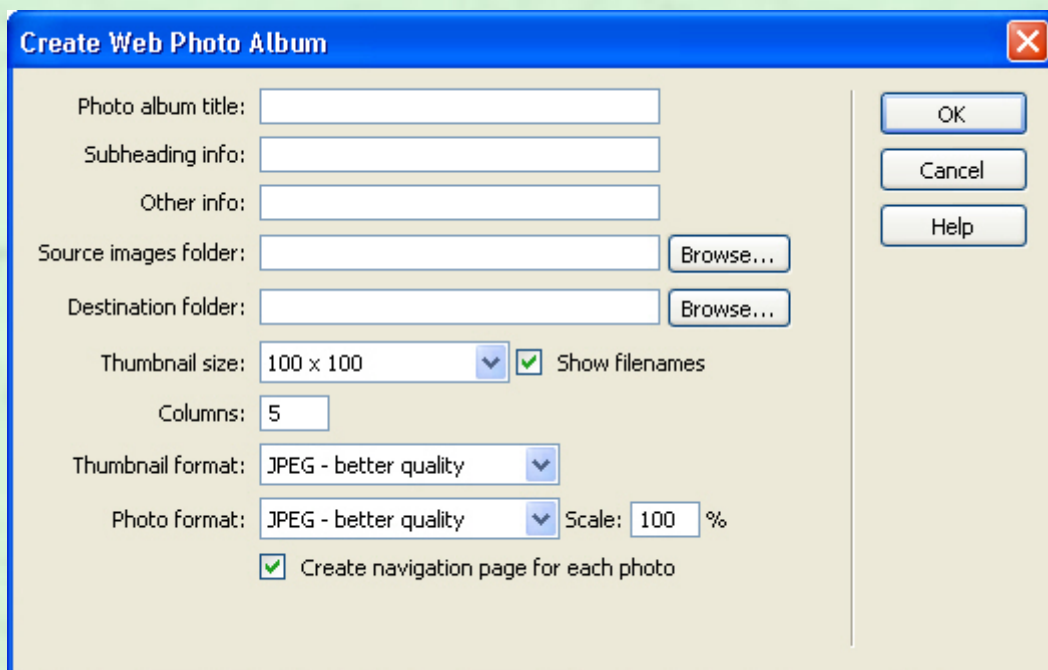 Create Web Photo Album
Photo album title:
OK
Subheading info:
Cancel
Other info:
Help
Source images folder: Browse...
Destination folder: Browse...
Thumbnail size: 100 x 100 Show filenames
Columns: 5
Thumbnail format: JPEG - better quality
Photo format: JPEG - better quality Scale: 100 %
Create navigation page for each photo